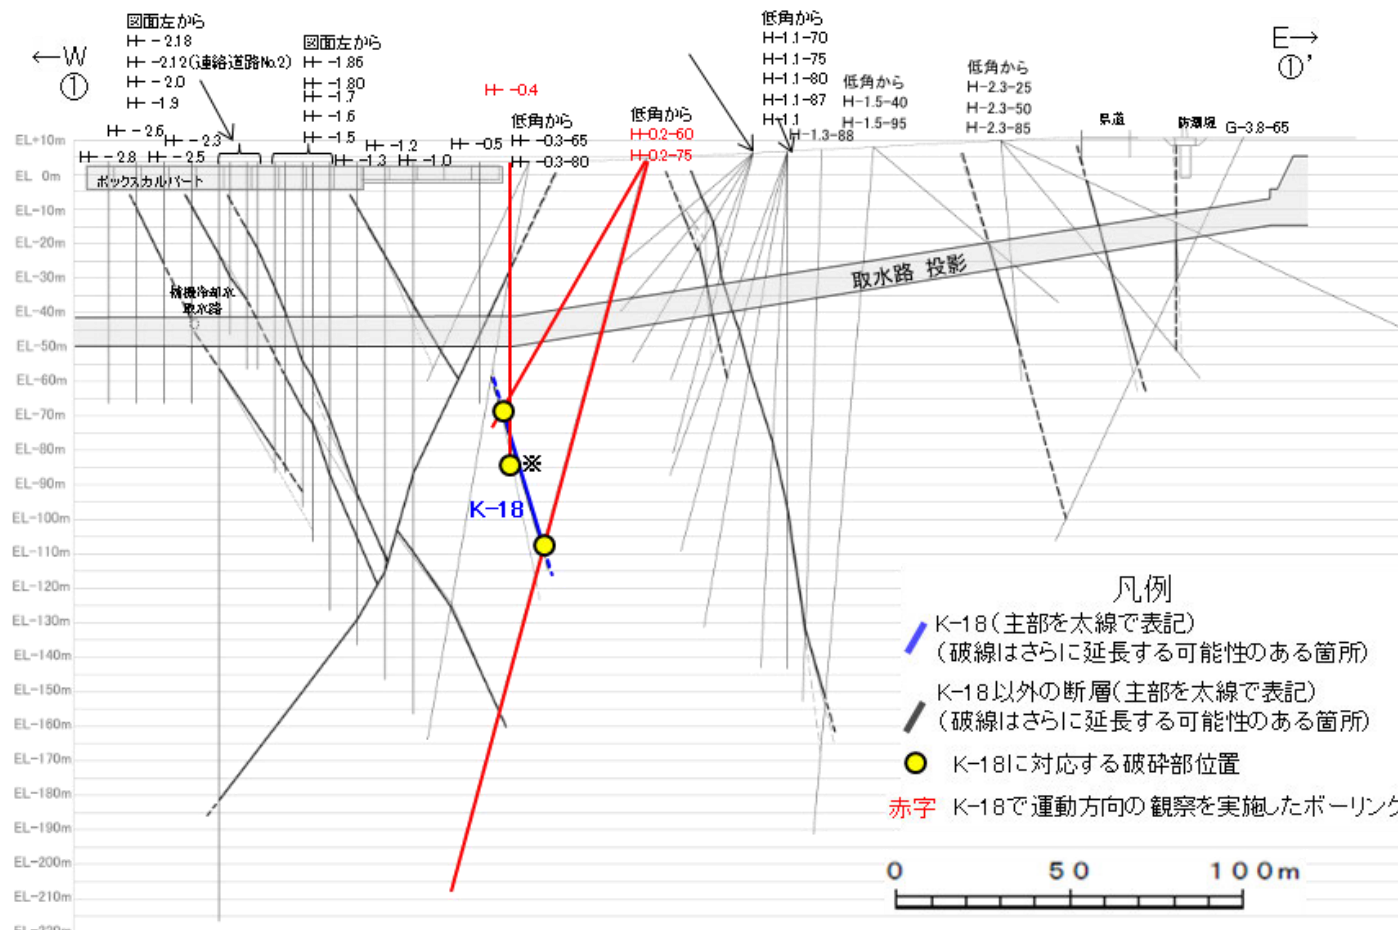 ←W
①
図面左から
H- -2.18
H- -2.12(連絡道路No.2)
H- -2.0
H- -1.9
図面左から
H- -1.85
H- -1.80
H- -1.7
H- -1.6
H- -1.5
H- -2.6
H- -2.3
H- -2.8
H- -2.5
H- -1.2
H- -1.3
H- -1.0
H- -0.5
H- -0.4
低角から
H- -0.3-65
H- -0.3-80
低角から
H-0.2-60
H-0.2-75
低角から
H-1.1-70
H-1.1-75
H-1.1-80
H-1.1-87
H-1.1
H-1.3-88
低角から
H-1.5-40
H-1.5-95
低角から
H-2.3-25
H-2.3-50
H-2.3-85
県道
防潮堤
G-3.8-65
E→
①’
EL+10m
EL 0m
EL-10m
EL-20m
EL-30m
EL-40m
EL-50m
EL-60m
EL-70m
EL-80m
EL-90m
EL-100m
EL-110m
EL-120m
EL-130m
EL-140m
EL-150m
EL-160m
EL-170m
EL-180m
EL-190m
EL-200m
EL-210m
EL-220m
ボックスカルバート
補機冷却水
取水路
取水路 投影
※
K-18
凡例
K-18(主部を太線で表記)
(破線はさらに延長する可能性のある箇所)
K-18以外の断層(主部を太線で表記)
(破線はさらに延長する可能性のある箇所)
K-18に対応する破砕部位置
赤字 K-18で運動方向の観察を実施したボーリング
0 50 100m